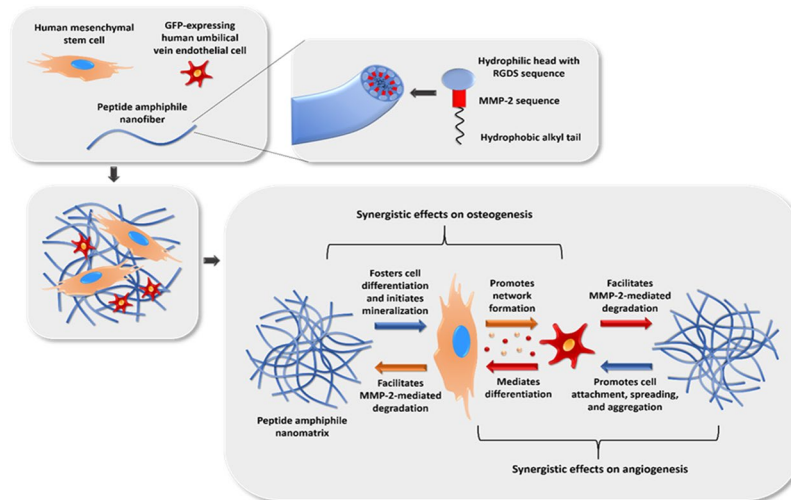 Human mesenchymal
stem cell
GFP-expressing
human umbilical
vein endothelial cell
Peptide amphiphile
nanofiber
Hydrophilic head with
RGDS sequence
MMP-2 sequence
Hydrophobic alkyl tail
Synergistic effects on osteogenesis
Fosters cell
differentiation
and initiates
mineralization
Promotes
network
formation
Facilitates
MMP-2-mediated
degradation
Facilitates
MMP-2-mediated
degradation
Mediates
differentiation
Promotes cell
attachment, spreading,
and aggregation
Peptide amphiphile
nanomatrix
Synergistic effects on angiogenesis